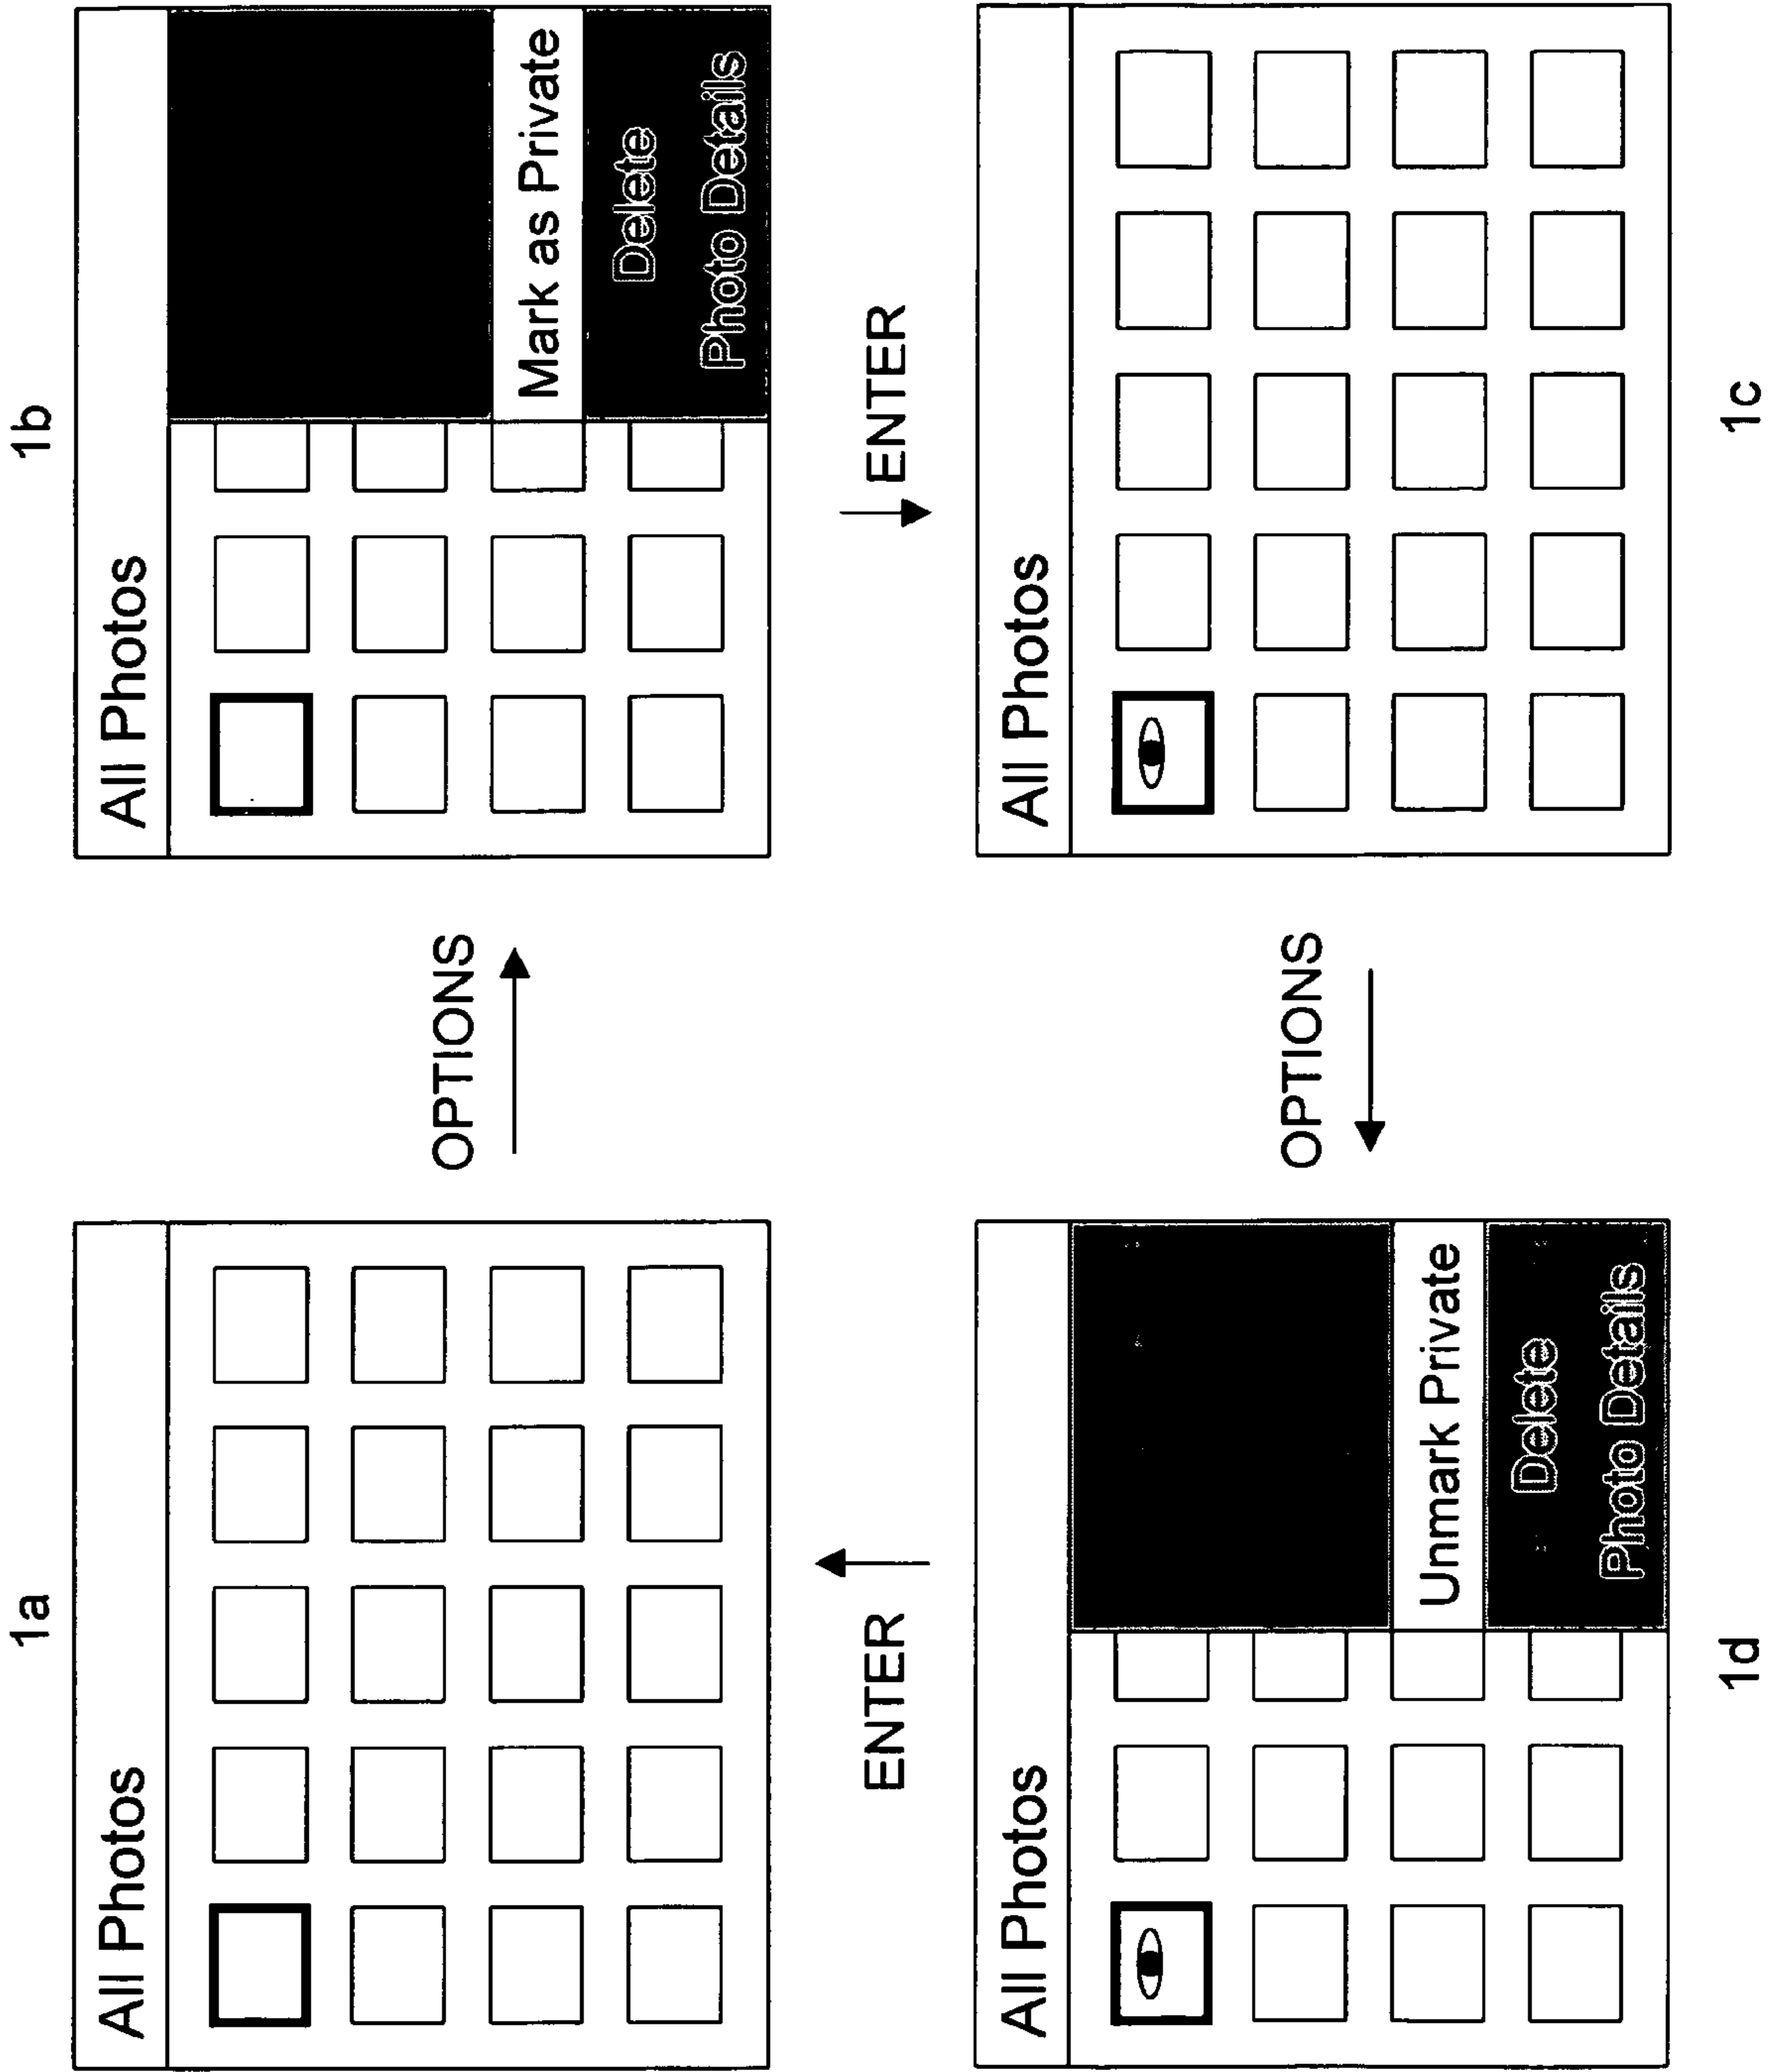 1a
All Photos
OPTIONS
1b
All Photos
Mark as Private
Delete
Photo Details
ENTER
ENTER
All Photos
Unmark Private
Delete
Photo Details
1d
OPTIONS
All Photos
1c